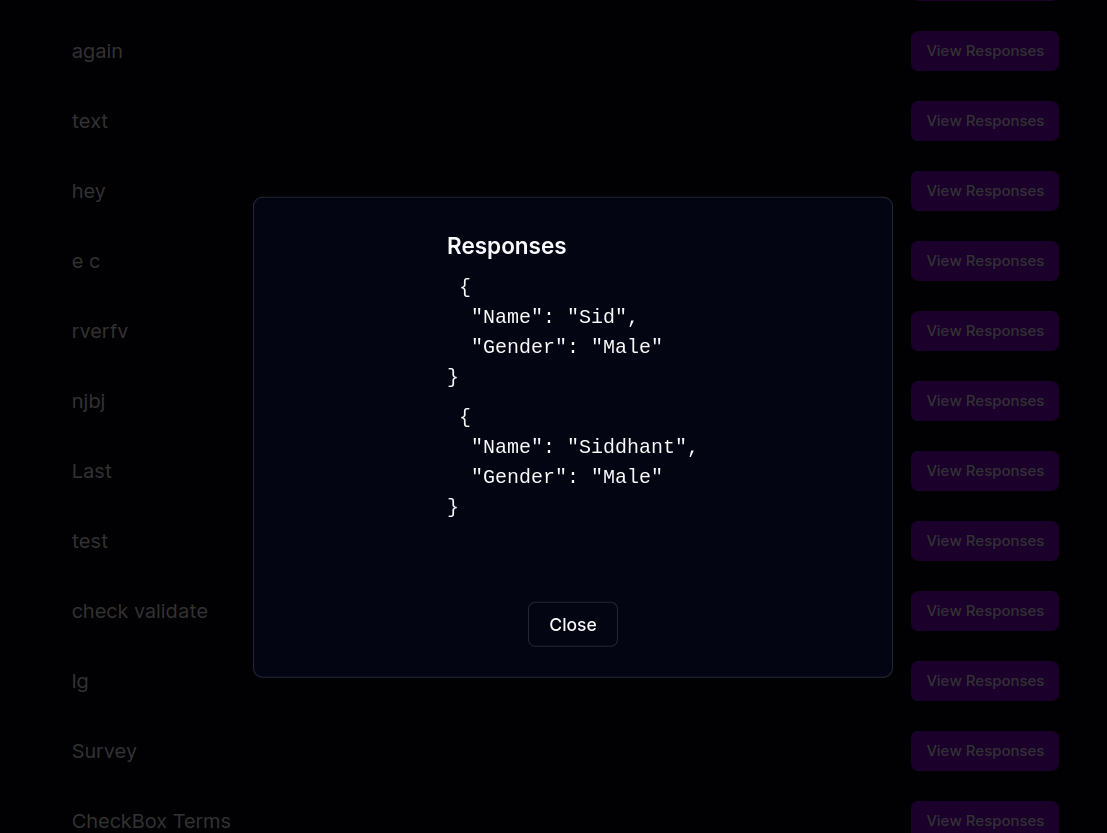 again View Responses
text View Responses
hey View Responses
Responses
e c View Responses
{
"Name": "Sid",
rverfv View Responses
"Gender": "Male"
}
njbj View Responses
{
"Name": "Siddhant",
Last View Responses
"Gender": "Male"
}
test View Responses
check validate View Responses
Close
lg View Responses
Survey View Responses
CheckBox Terms View Responses